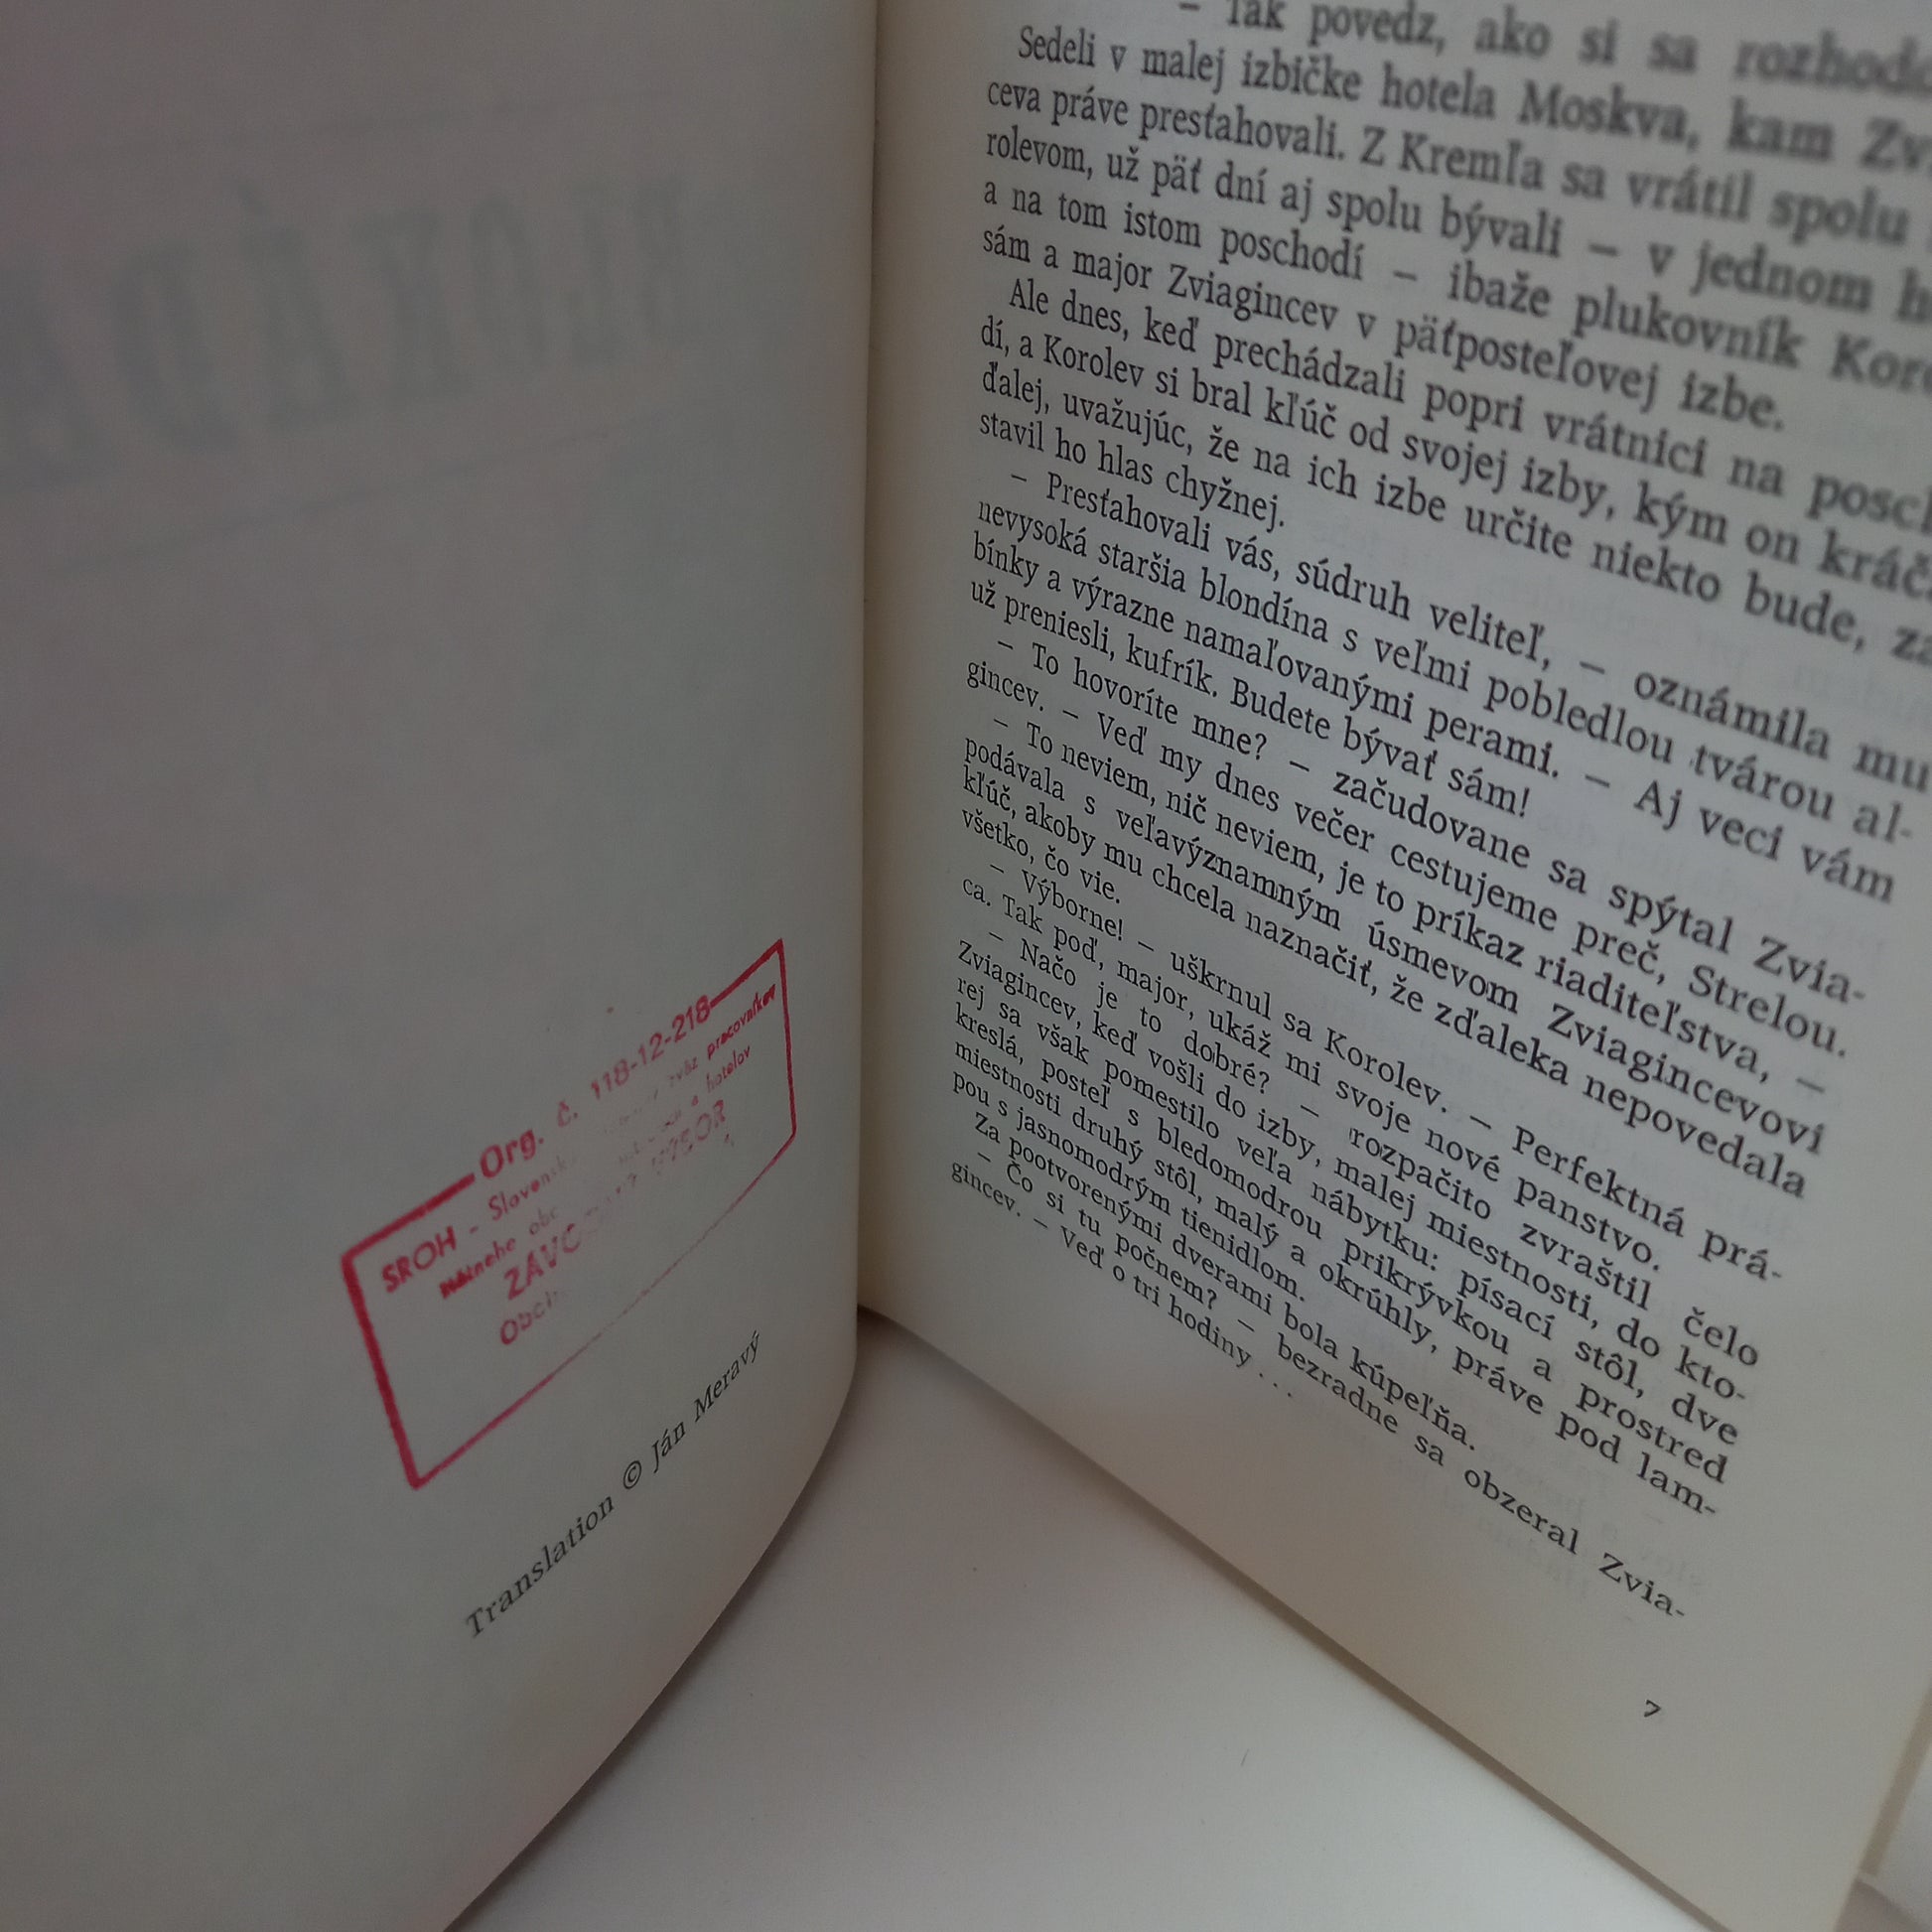 Org. č. 118-12-218
SROH - Slovensk zväz pracovníkov
a hotelov
Obch
Translation © Ján Meravý
– Tak povedz, ako si sa
Sedeli v malej izbičke hotela Moskva, kam
ceva práve presťahovali. Z Kremľa sa vrátil spolu
rolevom, už päť dní aj spolu bývali – v jednom
a na tom istom poschodí – ibaže plukovník
sám a major Zviagincev v päťposteľovej izbe.
Ale dnes, keď prechádzali popri vrátnici na
dí, a Korolev si bral kľúč od svojej izby, kým on
ďalej, uvažujúc, že na ich izbe určite niekto bude,
stavil ho hlas chyžnej.
– Presťahovali vás, súdruh veliteľ, – oznámila mu
nevysoká staršia blondína s veľmi pobledlou tvárou al-
bínky a výrazne namaľovanými perami. – Aj veci vám
už preniesli, kufrík. Budete bývať sám!
– To hovoríte mne? – začudovane sa spýtal Zvia-
gincev. – Veď my dnes večer cestujeme preč, Strelou.
– To neviem, nič neviem, je to príkaz riaditeľstva, –
podávala s veľavýznamným úsmevom Zviagincevovi
kľúč, akoby mu chcela naznačiť, že zďaleka nepovedala
všetko, čo vie.
– Výborne! – uškrnul sa Korolev. – Perfektná prá-
ca. Tak poď, major, ukáž mi svoje nové panstvo.
– Načo je to dobré? – rozpačito zvraštil čelo
Zviagincev, keď vošli do izby, malej miestnosti, do kto-
rej sa však pomestilo veľa nábytku: písací stôl, dve
kreslá, posteľ s bledomodrou prikrývkou a prostred
miestnosti druhý stôl, malý a okrúhly, práve pod lam-
pou s jasnomodrým tienidlom.
Za pootvorenými dverami bola kúpeľňa.
– Čo si tu počnem? – bezradne sa obzeral Zvia-
gincev. – Veď o tri hodiny . . .
7